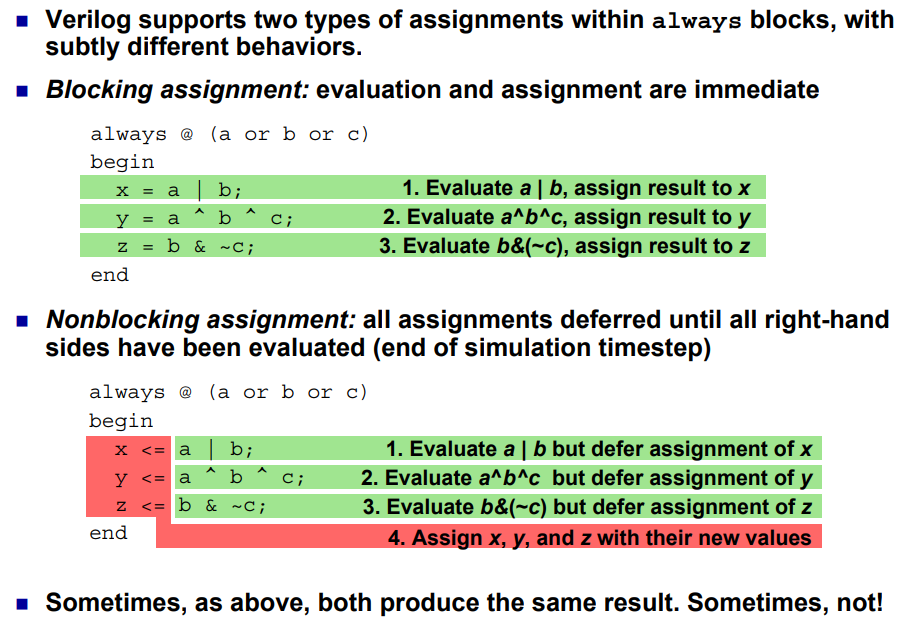 Verilog supports two types of assignments within always blocks, with
subtly different behaviors.
Blocking assignment: evaluation and assignment are immediate
always @ (a or b or c)
begin
x = a | b; 1. Evaluate a | b, assign result to x
y = a ^ b ^ c; 2. Evaluate a^b^c, assign result to y
z = b & ~c; 3. Evaluate b&(~c), assign result to z
end
Nonblocking assignment: all assignments deferred until all right-hand
sides have been evaluated (end of simulation timestep)
always @ (a or b or c)
begin
x <= a | b; 1. Evaluate a | b but defer assignment of x
y <= a ^ b ^ c; 2. Evaluate a^b^c but defer assignment of y
z <= b & ~c; 3. Evaluate b&(~c) but defer assignment of z
end 4. Assign x, y, and z with their new values
Sometimes, as above, both produce the same result. Sometimes, not!